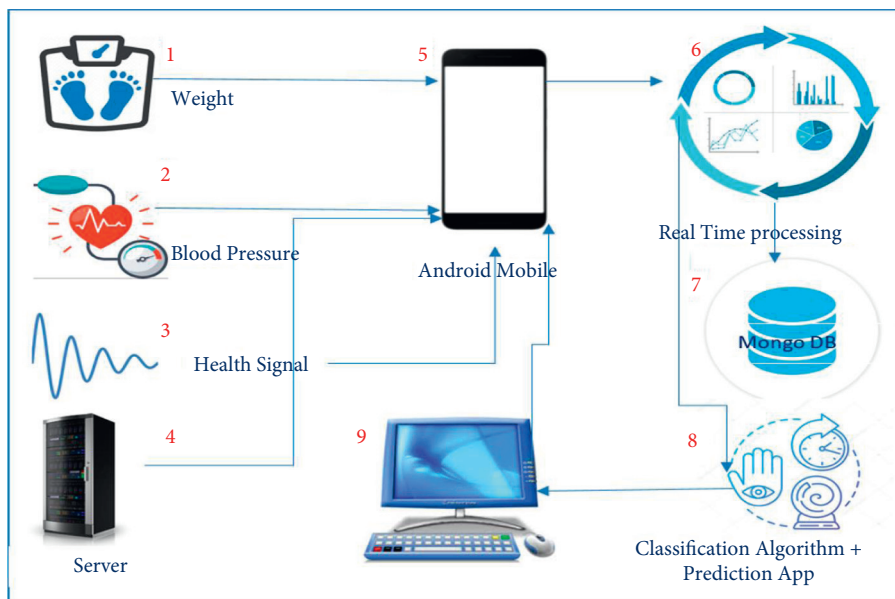 1
5
6
Weight
2
Blood Pressure
Real Time processing
Android Mobile
7
3
Health Signal
Mongo DB
4
9
8
Server
Classification Algorithm +
Prediction App